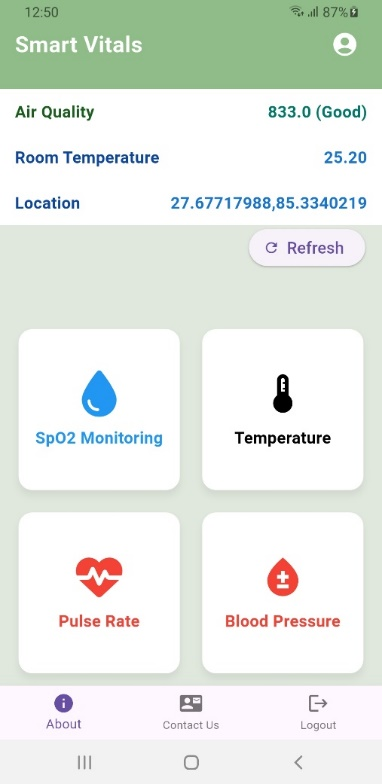 12:50 87%
Smart Vitals
Air Quality 833.0 (Good)
Room Temperature 25.20
Location 27.67717988,85.3340219
Refresh
SpO2 Monitoring Temperature
Pulse Rate Blood Pressure
About Contact Us Logout